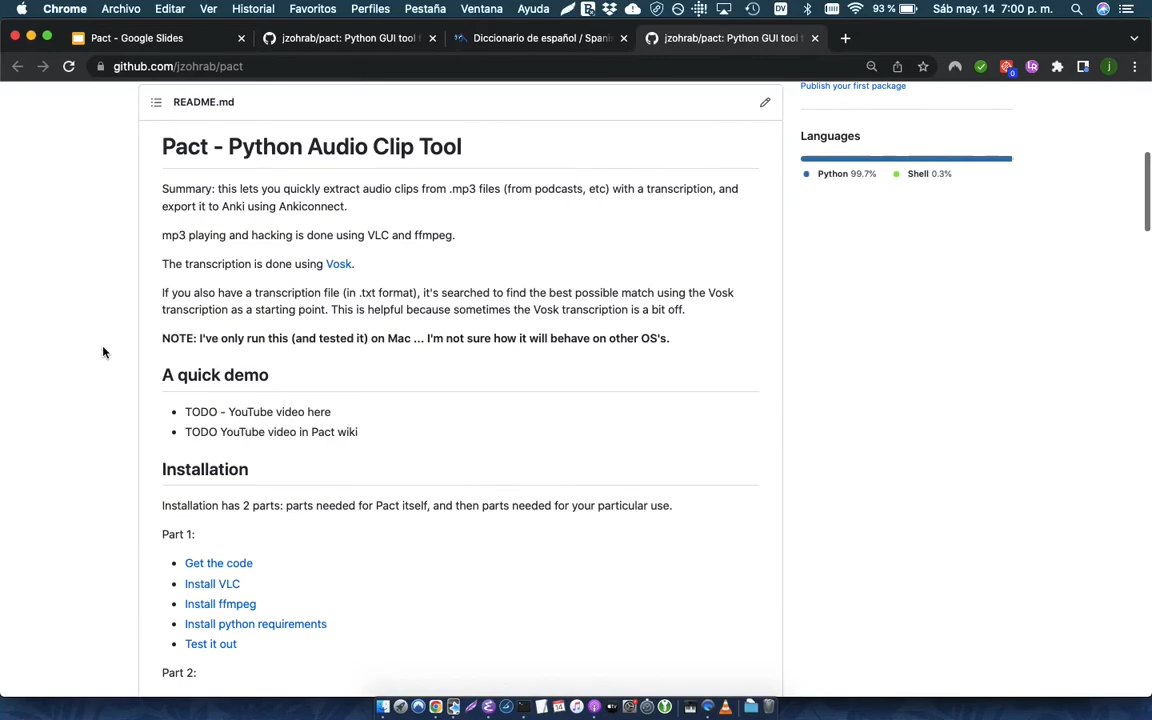 Chrome Archivo Editar Ver Historial Favoritos Perfiles Pestaña Ventana Ayuda DV 93 % Sáb may. 14 7:00 p. m.
Pact - Google Slides
jzohrab/pact: Python GUI tool f
Diccionario de español / Spanis
jzohrab/pact: Python GUI tool f
github.com/jzohrab/pact
README.md
Publish your first package
Languages
Python 99.7% Shell 0.3%
Pact - Python Audio Clip Tool
Summary: this lets you quickly extract audio clips from .mp3 files (from podcasts, etc) with a transcription, and
export it to Anki using Ankiconnect.
mp3 playing and hacking is done using VLC and ffmpeg.
The transcription is done using Vosk.
If you also have a transcription file (in .txt format), it's searched to find the best possible match using the Vosk
transcription as a starting point. This is helpful because sometimes the Vosk transcription is a bit off.
NOTE: I've only run this (and tested it) on Mac ... I'm not sure how it will behave on other OS's.
A quick demo
• TODO - YouTube video here
• TODO YouTube video in Pact wiki
Installation
Installation has 2 parts: parts needed for Pact itself, and then parts needed for your particular use.
Part 1:
• Get the code
• Install VLC
• Install ffmpeg
• Install python requirements
• Test it out
Part 2: